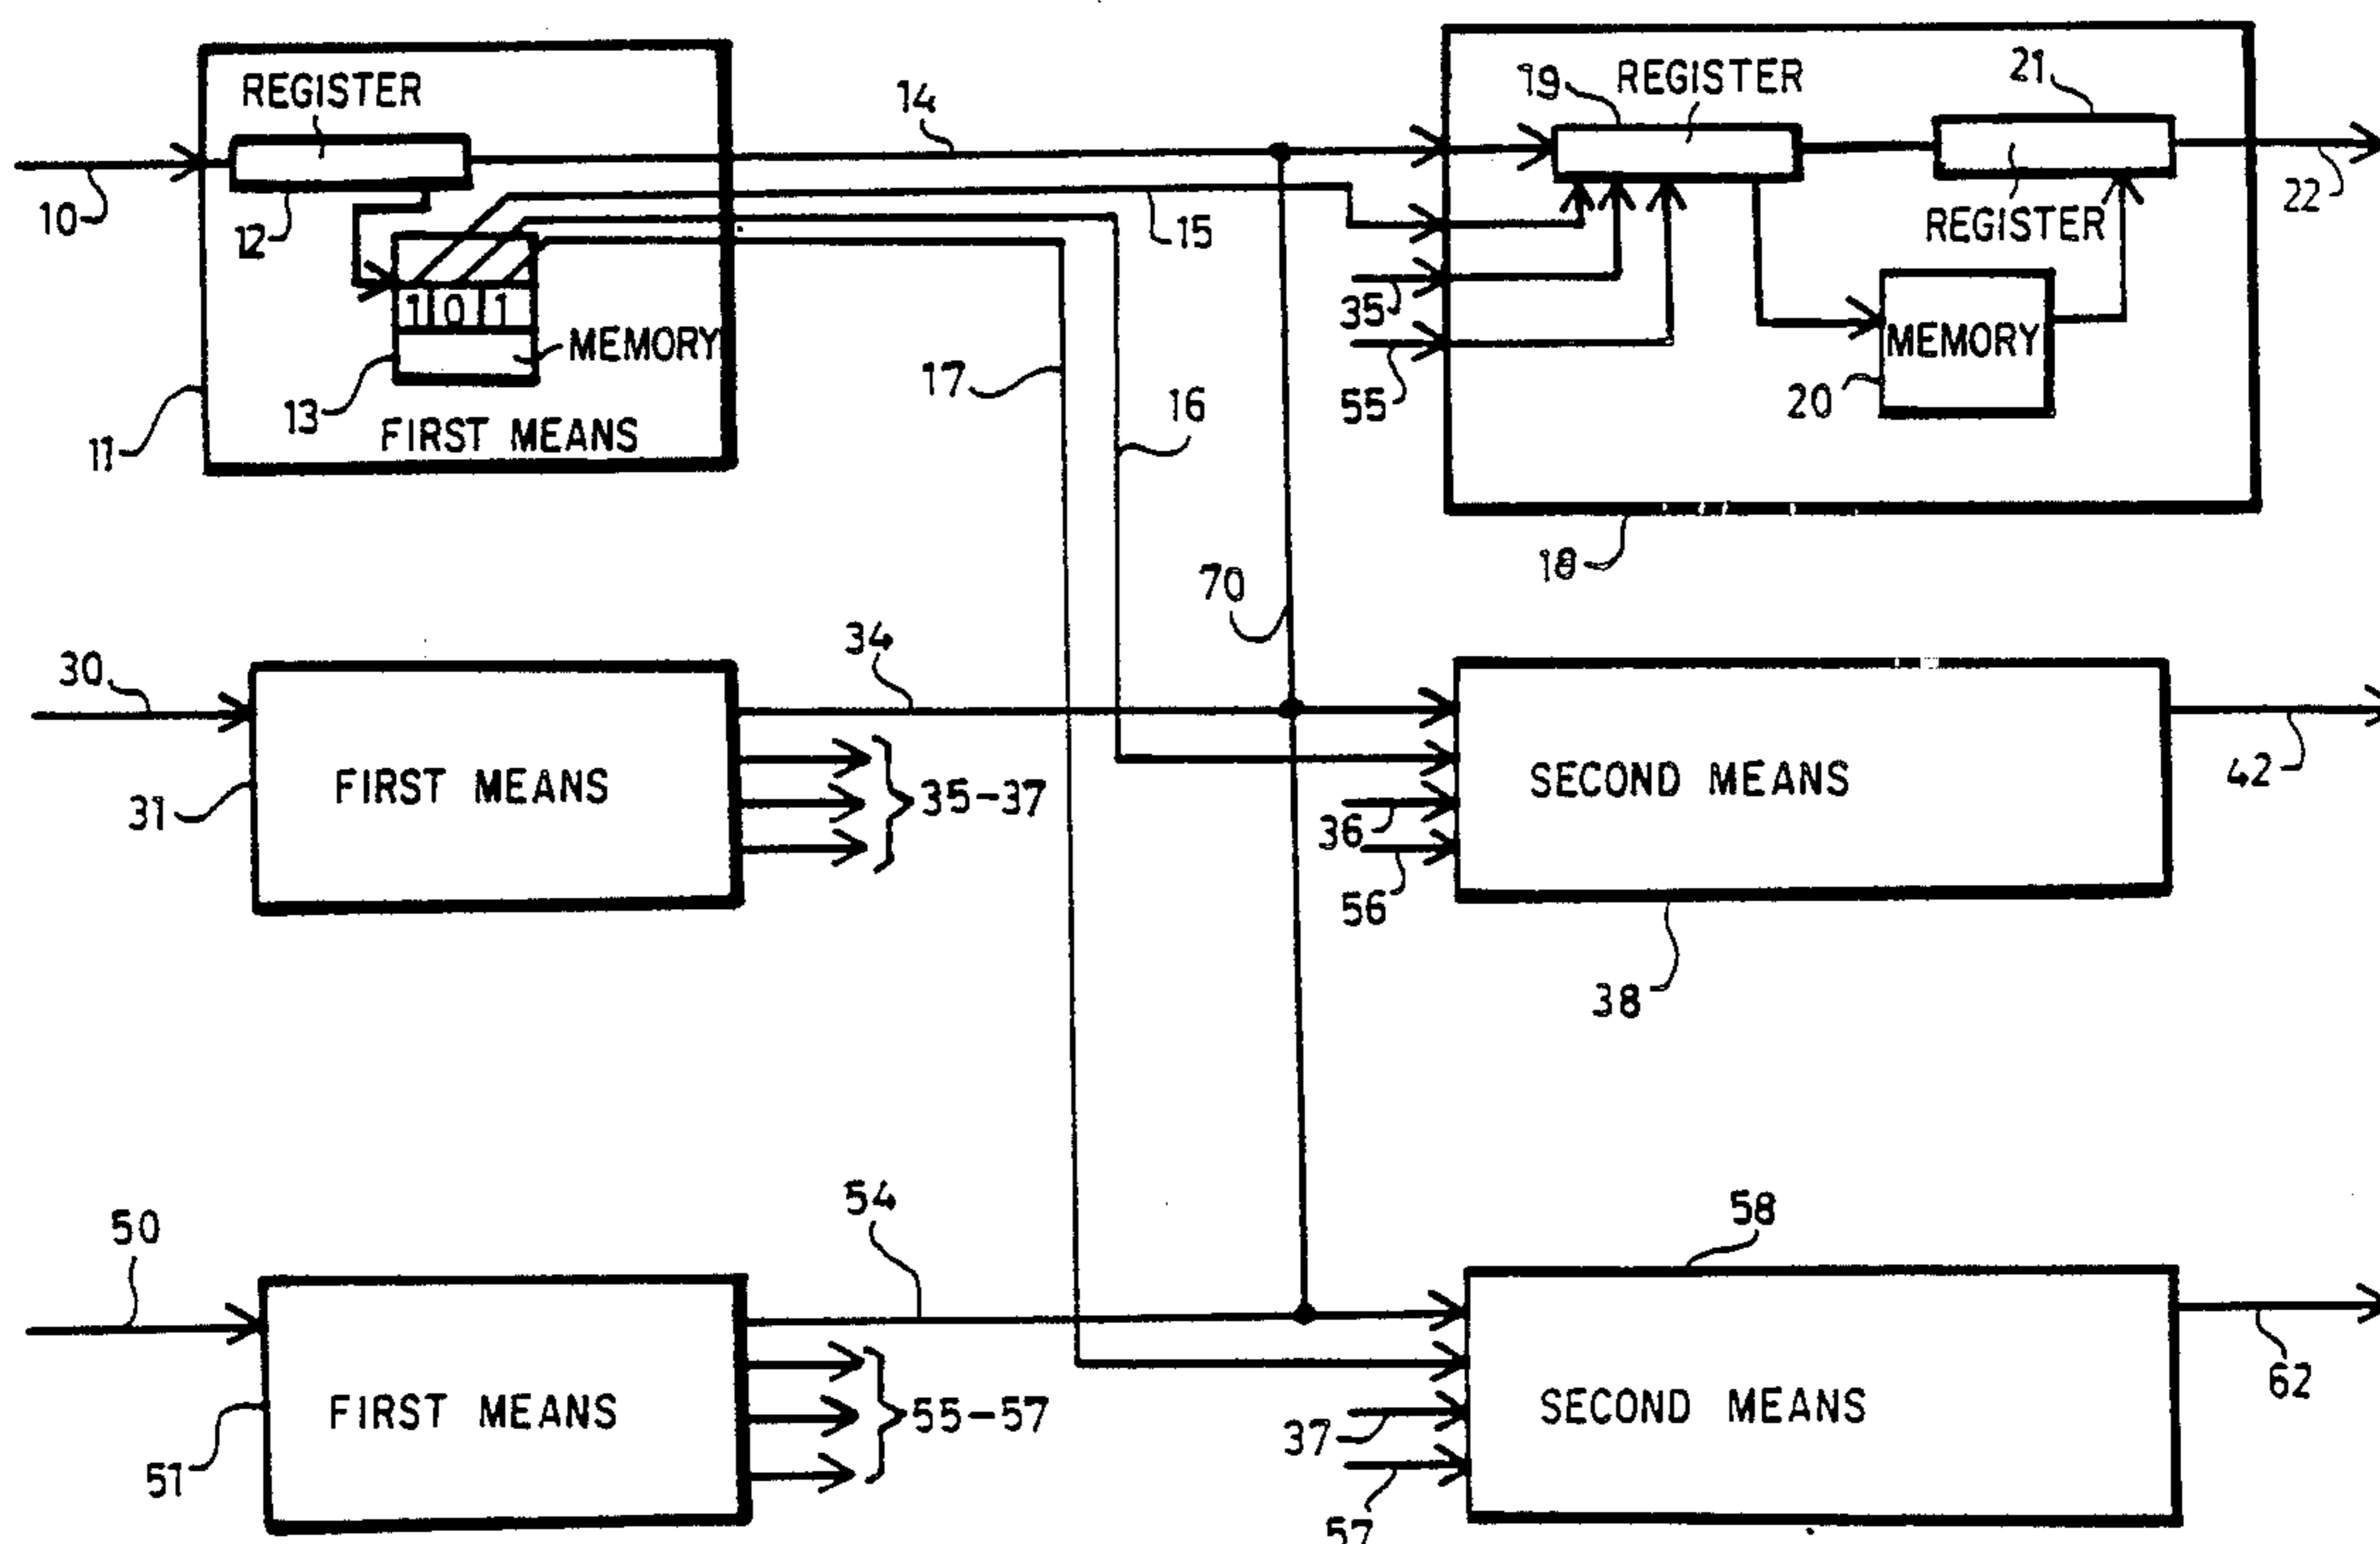 REGISTER
14
19
REGISTER
21
10
12
15
REGISTER
22
1 0 1
MEMORY
35
MEMORY
13
17
16
55
20
11
FIRST MEANS
18
70
30
34
FIRST MEANS
35-37
SECOND MEANS
42
31
36
56
38
50
54
58
FIRST MEANS
55-57
SECOND MEANS
62
51
37
57